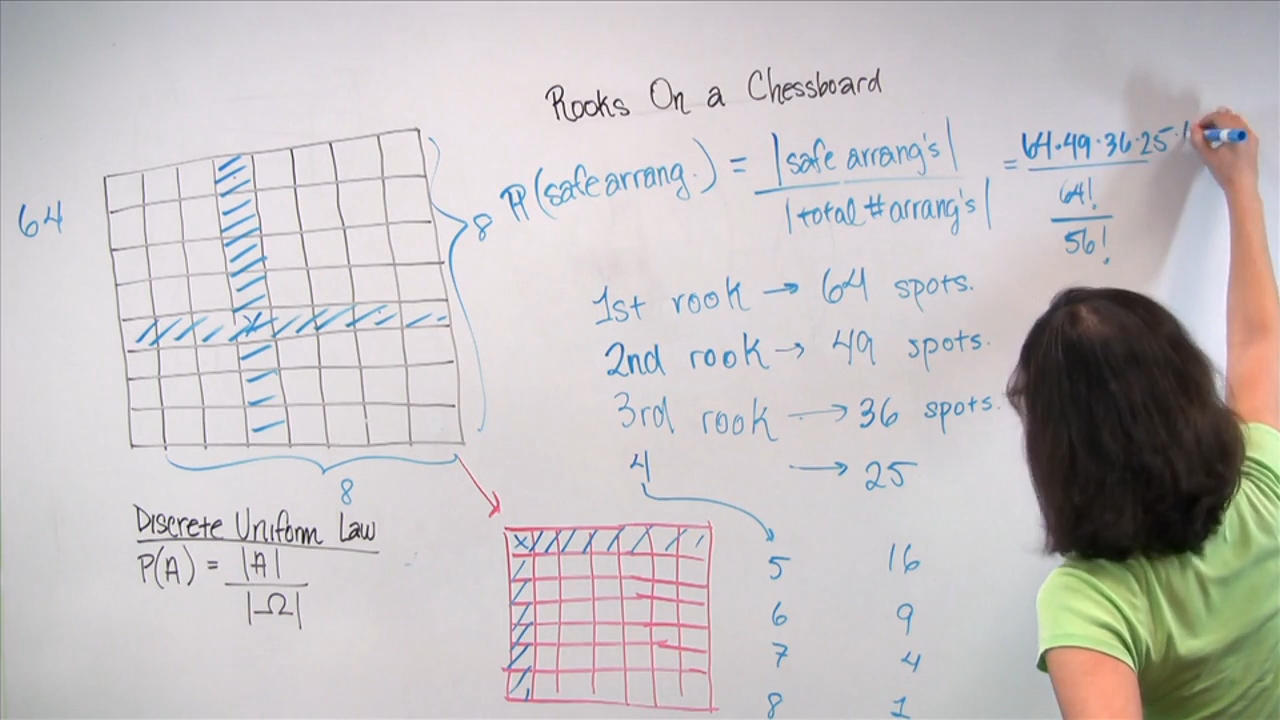 Rooks On a Chessboard
64
8
8
P(safe arrang.) = |safe arrang's| / |total # arrang's| = 64·49·36·25·1 / (64! / 56!)
1st rook → 64 spots.
2nd rook → 49 spots.
3rd rook → 36 spots.
4 → 25
5 16
6 9
7 4
8 1
Discrete Uniform Law
P(A) = |A| / |Ω|